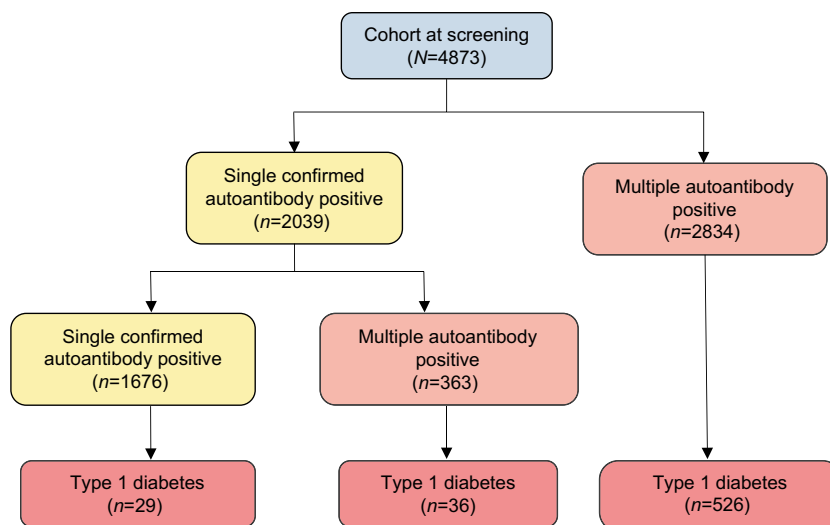 Cohort at screening
(N=4873)
Single confirmed
autoantibody positive
(n=2039)
Multiple autoantibody
positive
(n=2834)
Single confirmed
autoantibody positive
(n=1676)
Multiple autoantibody
positive
(n=363)
Type 1 diabetes
(n=29)
Type 1 diabetes
(n=36)
Type 1 diabetes
(n=526)